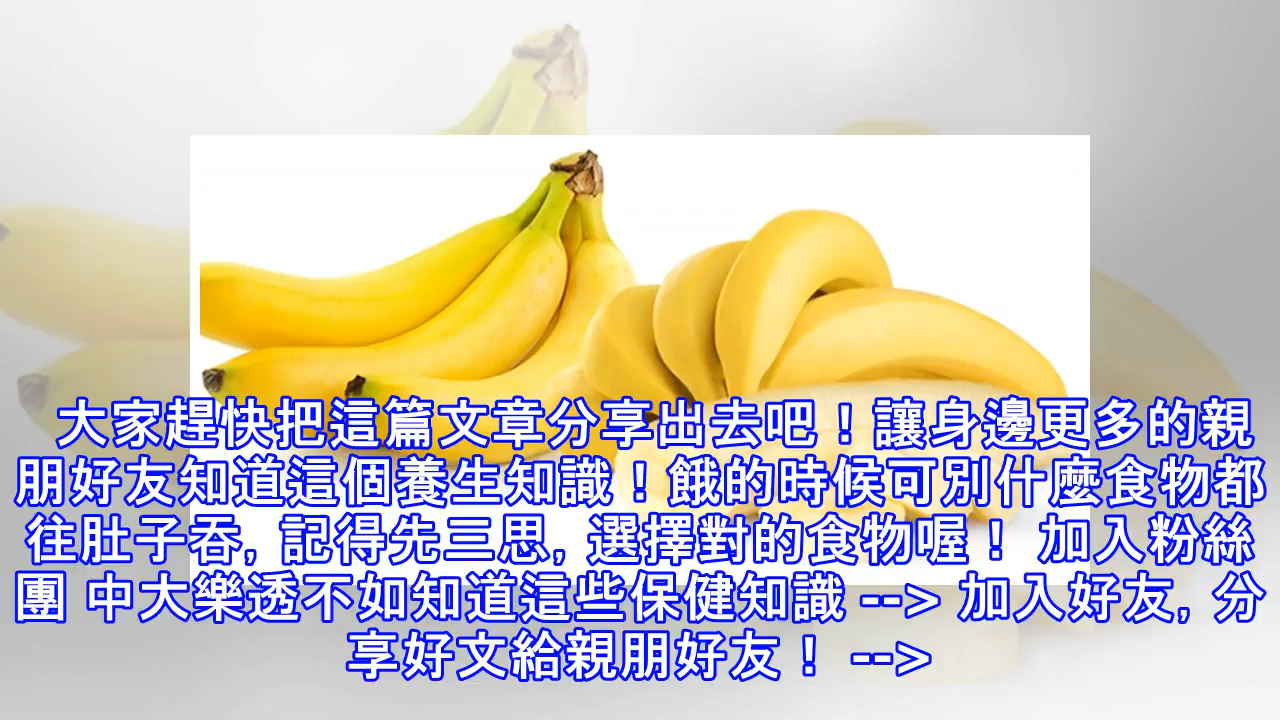 大家趕快把這篇文章分享出去吧！讓身邊更多的親
朋好友知道這個養生知識！餓的時候可別什麼食物都
往肚子吞, 記得先三思, 選擇對的食物喔！ 加入粉絲
團 中大樂透不如知道這些保健知識 --> 加入好友, 分
享好文給親朋好友！ -->